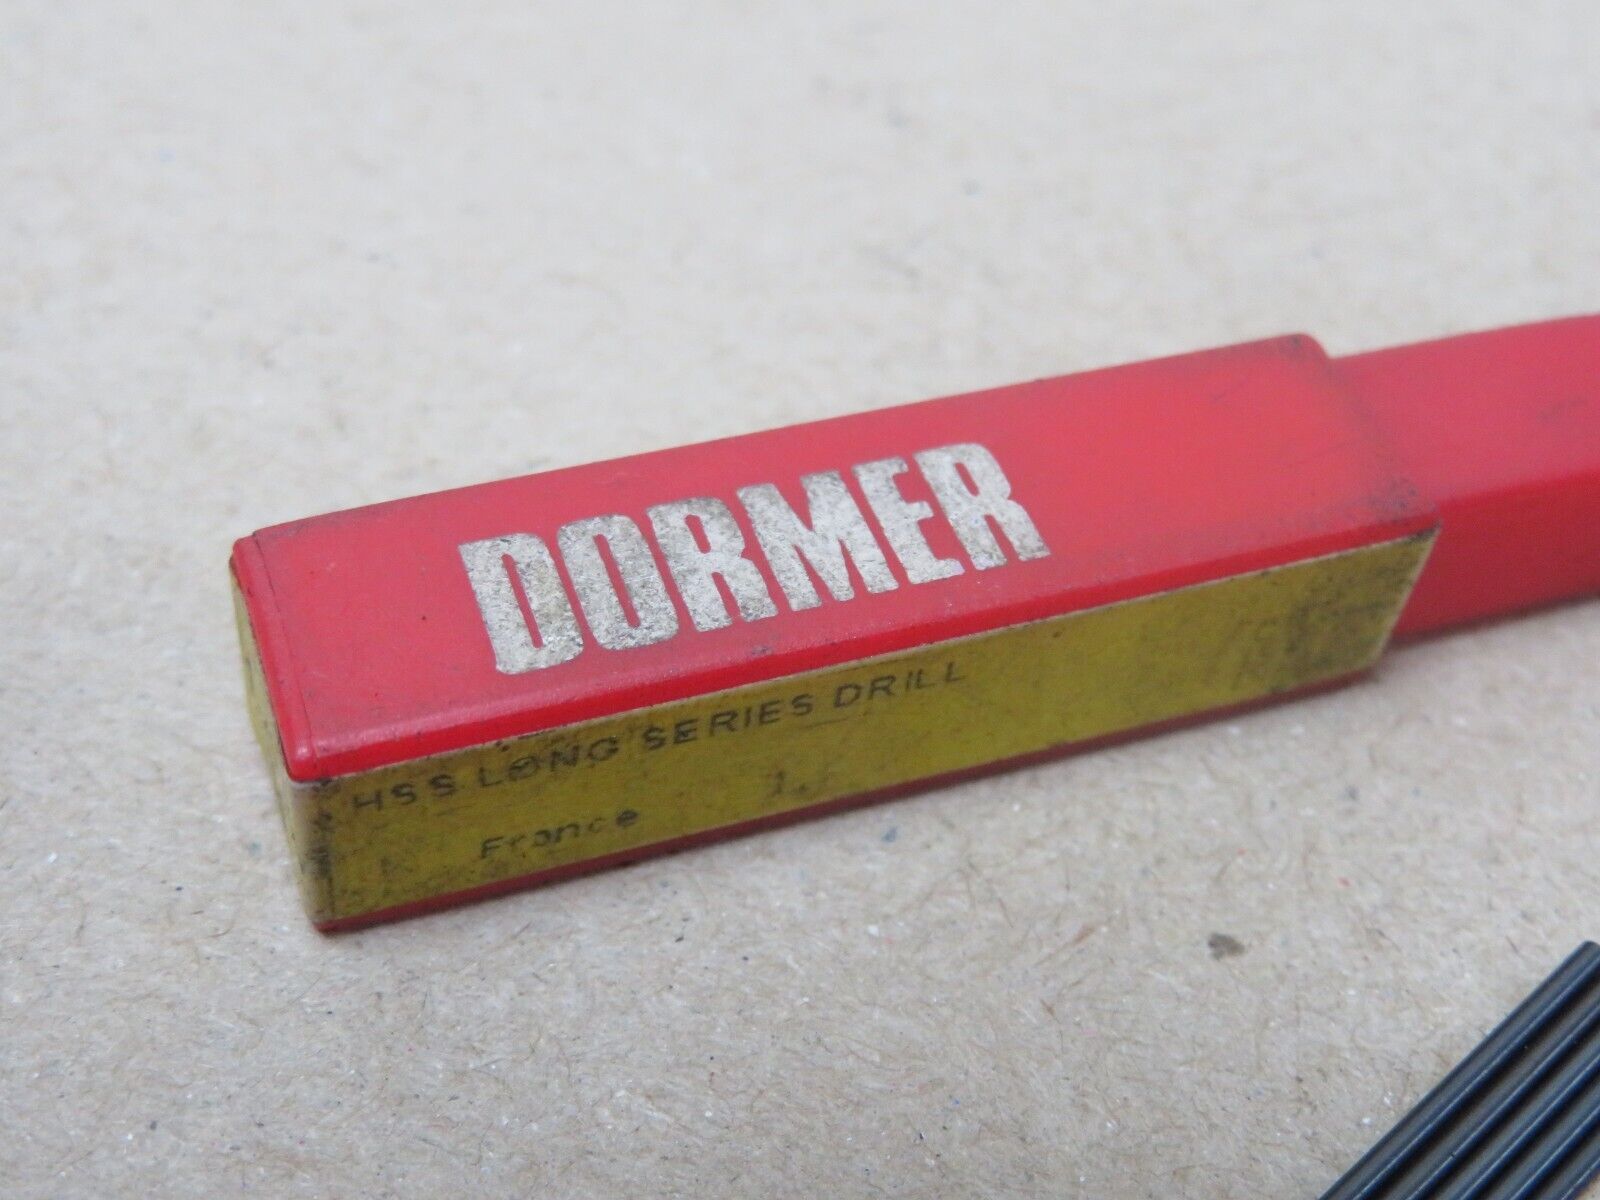 DORMER
HSS LONG SERIES DRILL
France